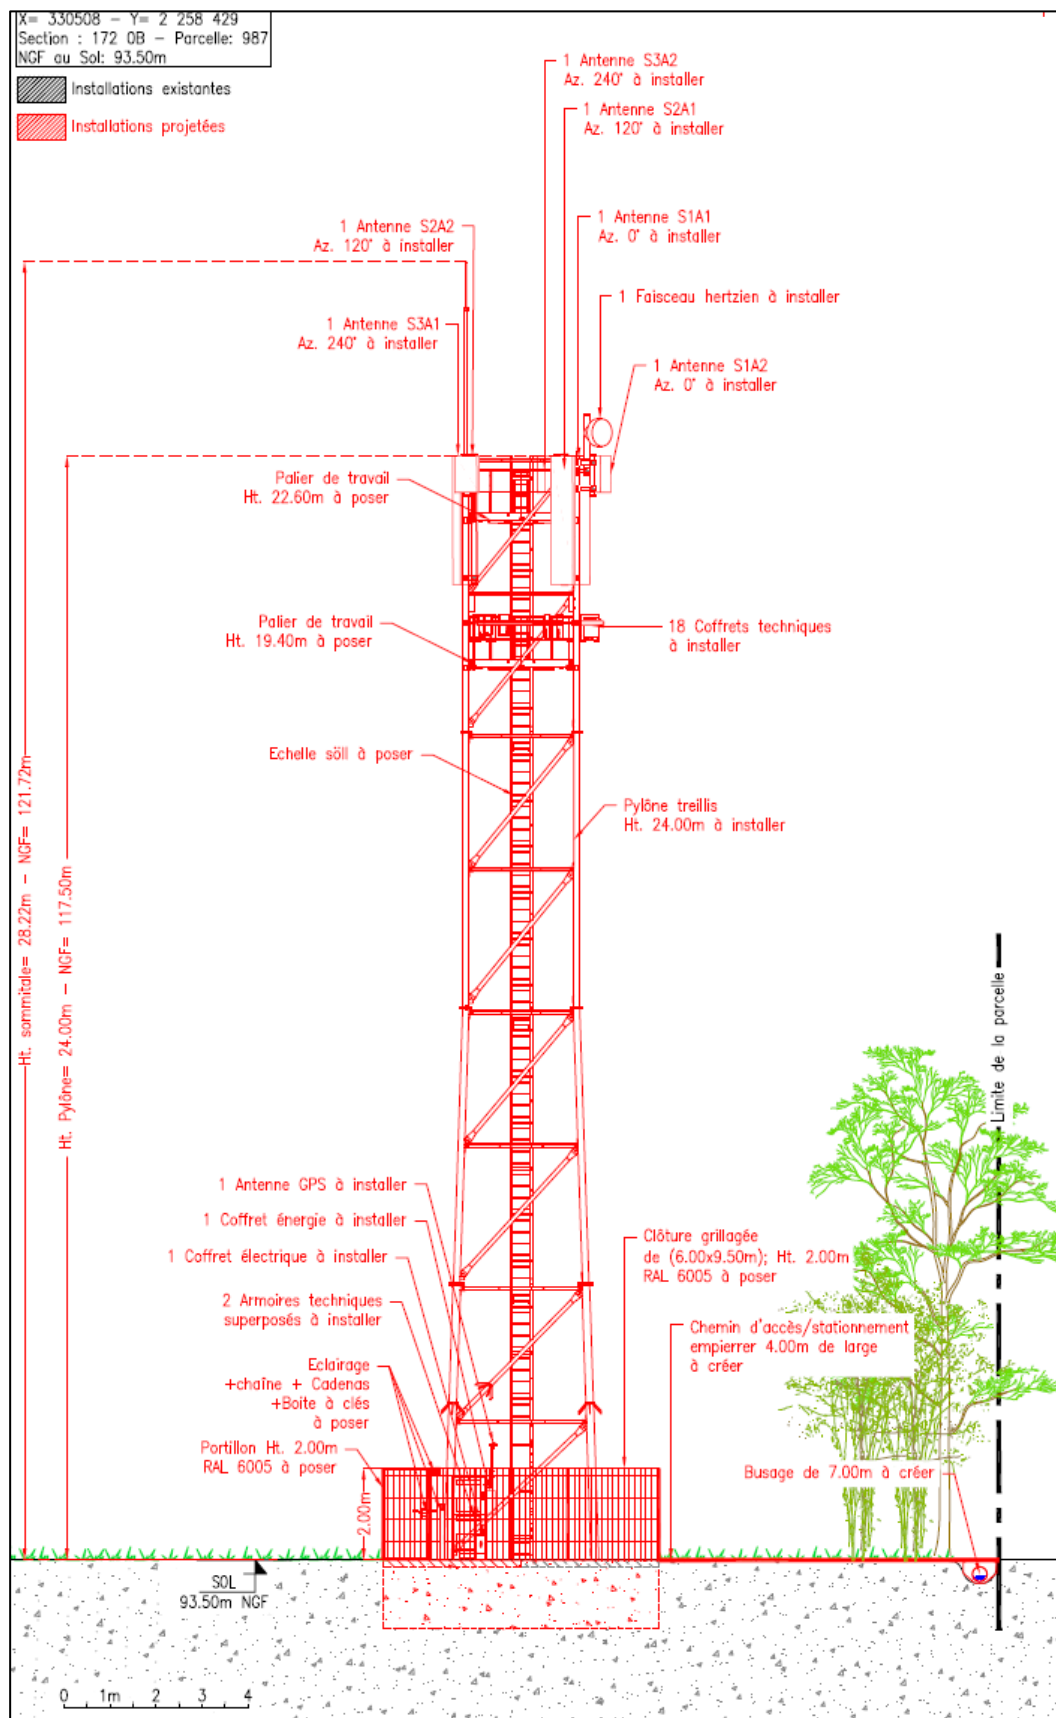 X= 330508 - Y= 2 258 429
Section : 172 0B - Parcelle: 987
NGF au Sol: 93.50m
Installations existantes
Installations projetées
1 Antenne S3A2
Az. 240° à installer
1 Antenne S2A1
Az. 120° à installer
1 Antenne S2A2
Az. 120° à installer
1 Antenne S1A1
Az. 0° à installer
1 Faisceau hertzien à installer
1 Antenne S3A1
Az. 240° à installer
1 Antenne S1A2
Az. 0° à installer
Palier de travail
Ht. 22.60m à poser
Palier de travail
Ht. 19.40m à poser
18 Coffrets techniques
à installer
Echelle söll à poser
Pylône treillis
Ht. 24.00m à installer
Ht. sommitale= 28.22m - NGF= 121.72m
Ht. Pylône= 24.00m - NGF= 117.50m
Limite de la parcelle
1 Antenne GPS à installer
1 Coffret énergie à installer
1 Coffret électrique à installer
2 Armoires techniques
superposés à installer
Eclairage
+chaîne + Cadenas
+Boite à clés
à poser
Portillon Ht. 2.00m
RAL 6005 à poser
Clôture grillagée
de (6.00x9.50m); Ht. 2.00m
RAL 6005 à poser
Chemin d'accès/stationnement
empierrer 4.00m de large
à créer
Busage de 7.00m à créer
2.00m
SOL
93.50m NGF
0 1m 2 3 4